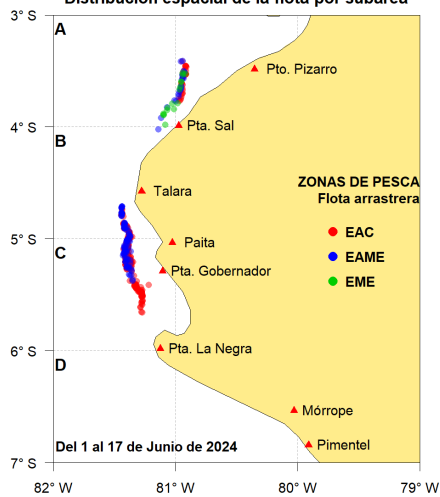 Distribución espacial de la flota por subárea
3° S
A
Pto. Pizarro
4° S
Pta. Sal
B
ZONAS DE PESCA
Flota arrastrera
Talara
EAC
5° S
Paita
C
EAME
Pta. Gobernador
EME
6° S
Pta. La Negra
D
Mórrope
Pimentel
Del 1 al 17 de Junio de 2024
7° S
82° W
81° W
80° W
79° W